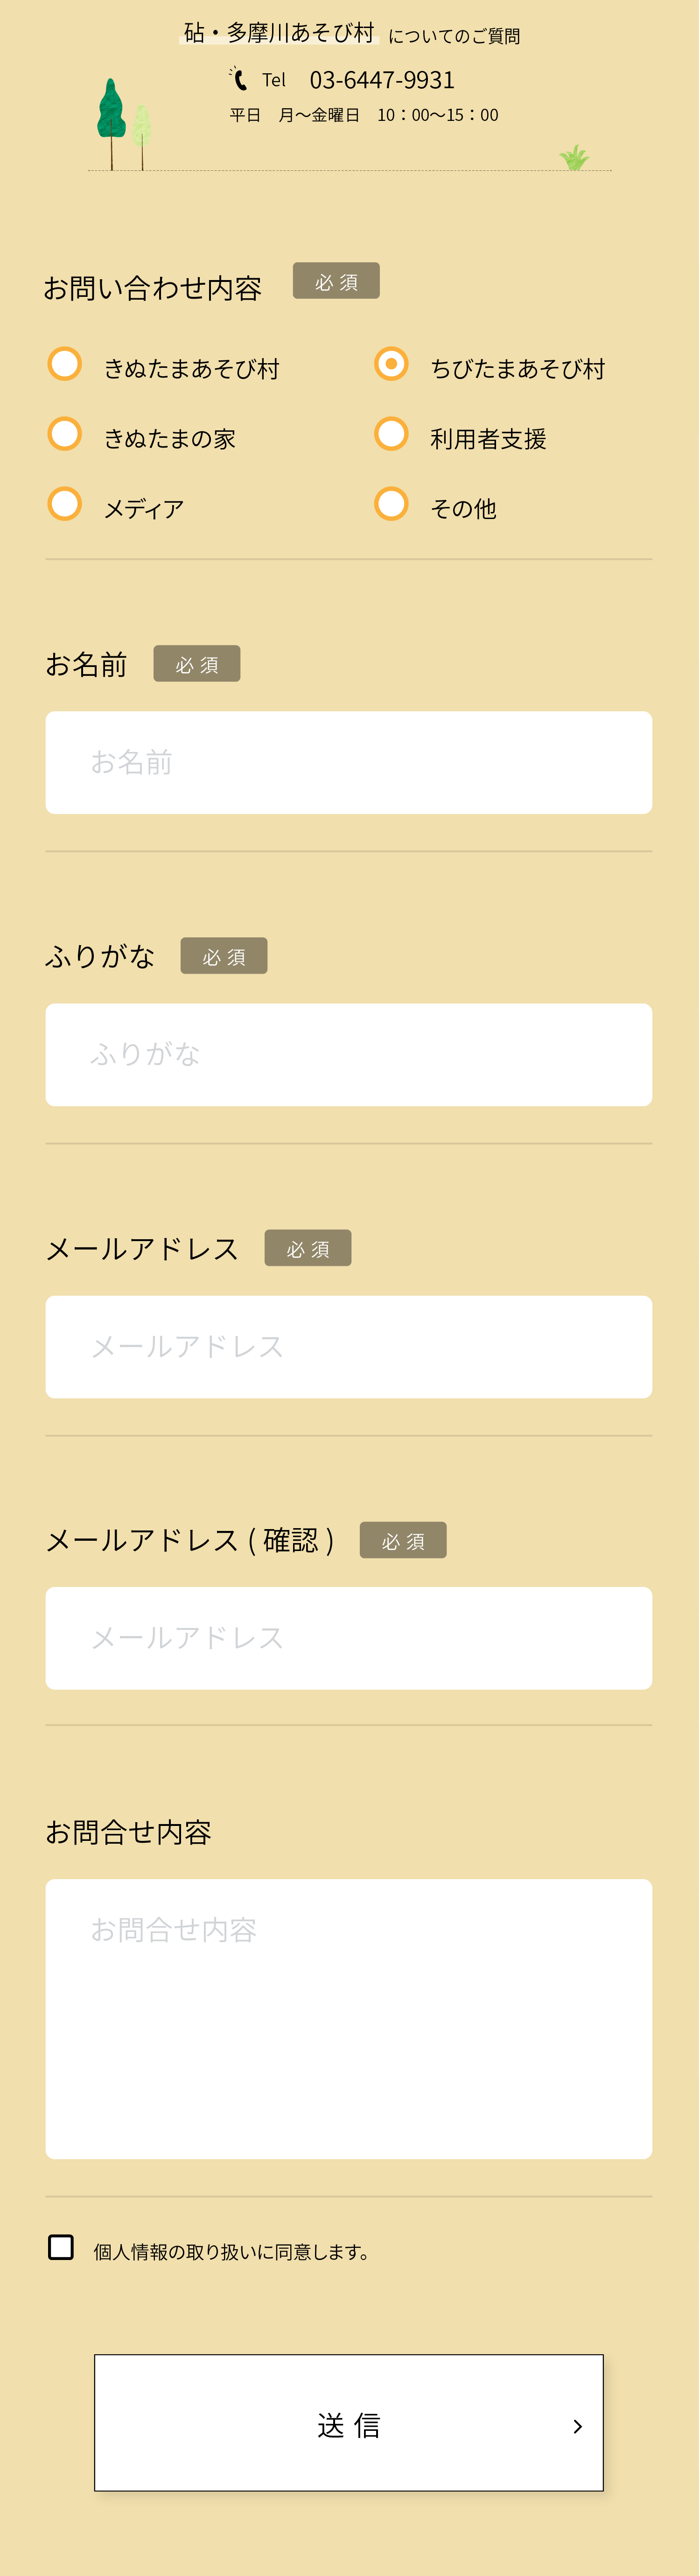 砧・多摩川あそび村 についてのご質問
Tel 03-6447-9931
平日 月〜金曜日 10：00〜15：00
お問い合わせ内容 必須
きぬたまあそび村 ちびたまあそび村
きぬたまの家 利用者支援
メディア その他
お名前 必須
お名前
ふりがな 必須
ふりがな
メールアドレス 必須
メールアドレス
メールアドレス ( 確認 ) 必須
メールアドレス
お問合せ内容
お問合せ内容
個人情報の取り扱いに同意します。
送信